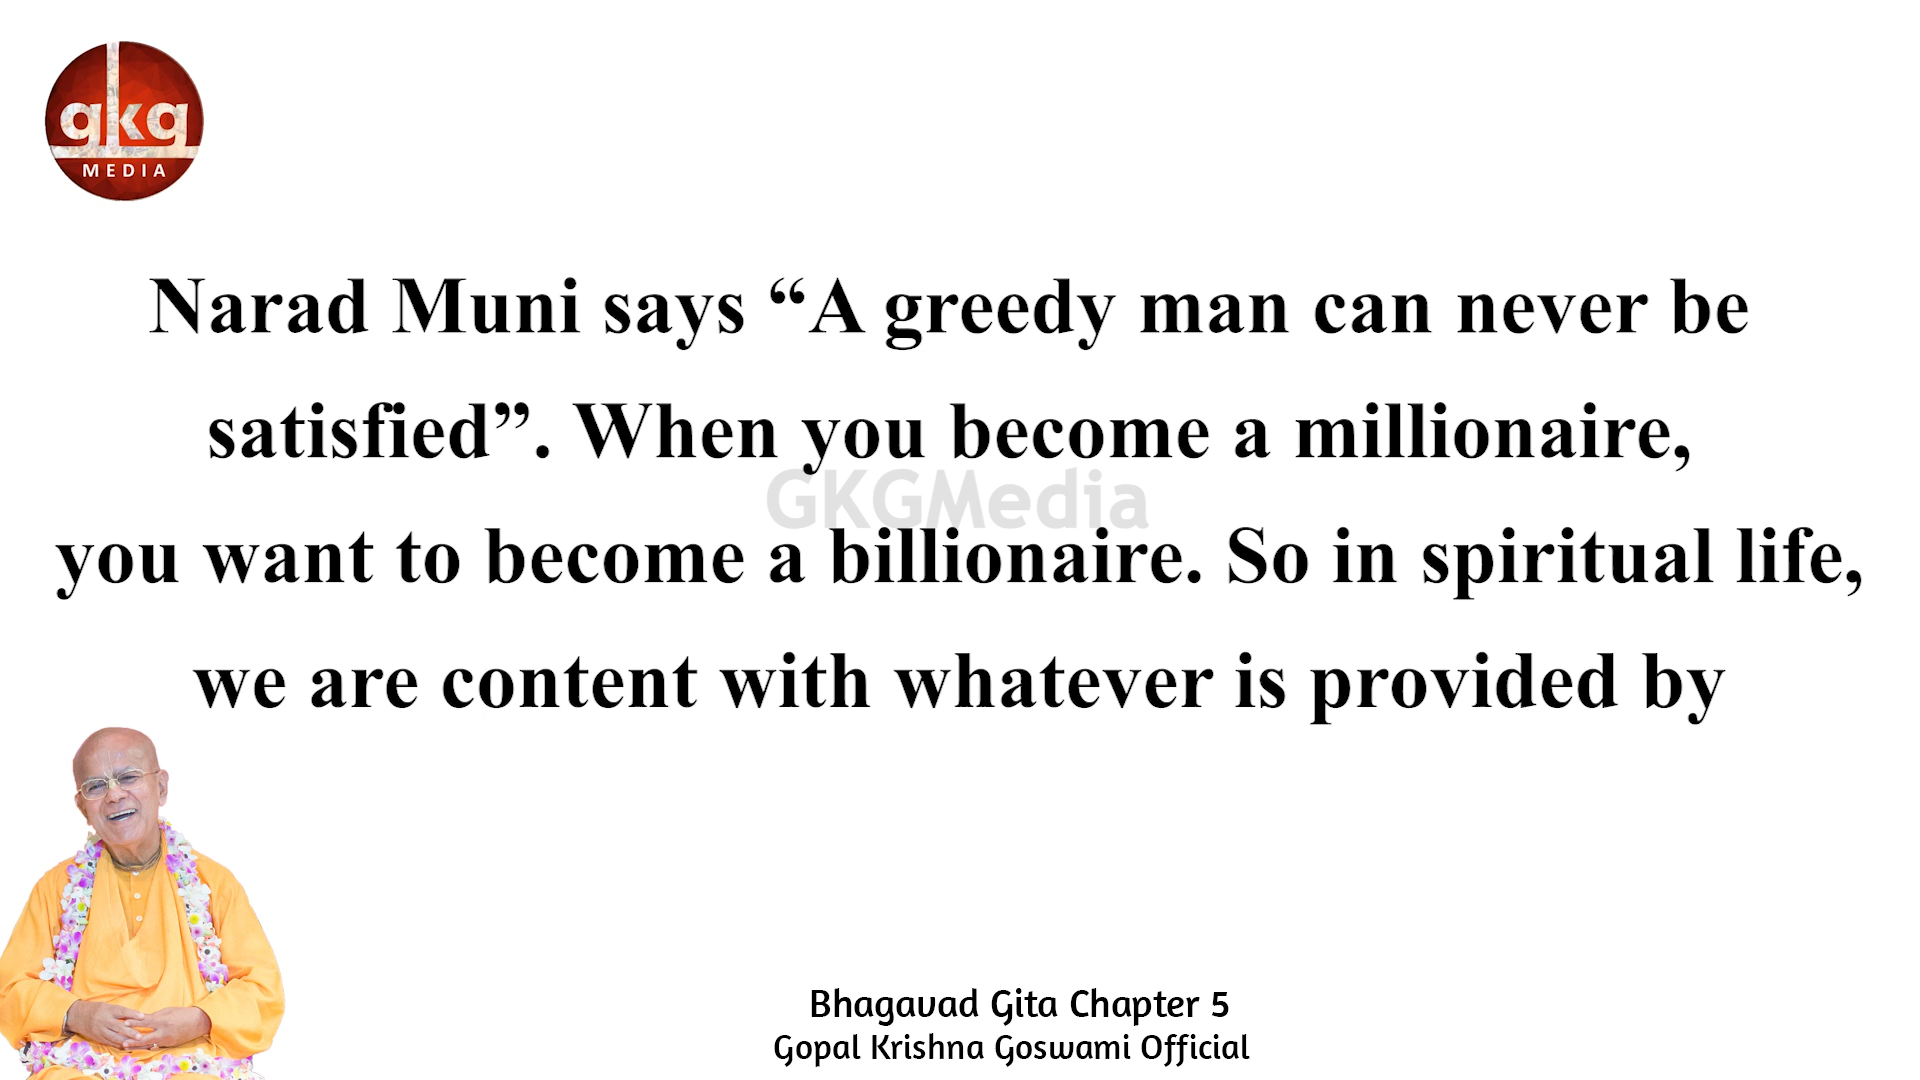 gkg
MEDIA
Narad Muni says “A greedy man can never be
satisfied”. When you become a millionaire,
GKGMedia
you want to become a billionaire. So in spiritual life,
we are content with whatever is provided by
Bhagavad Gita Chapter 5
Gopal Krishna Goswami Official